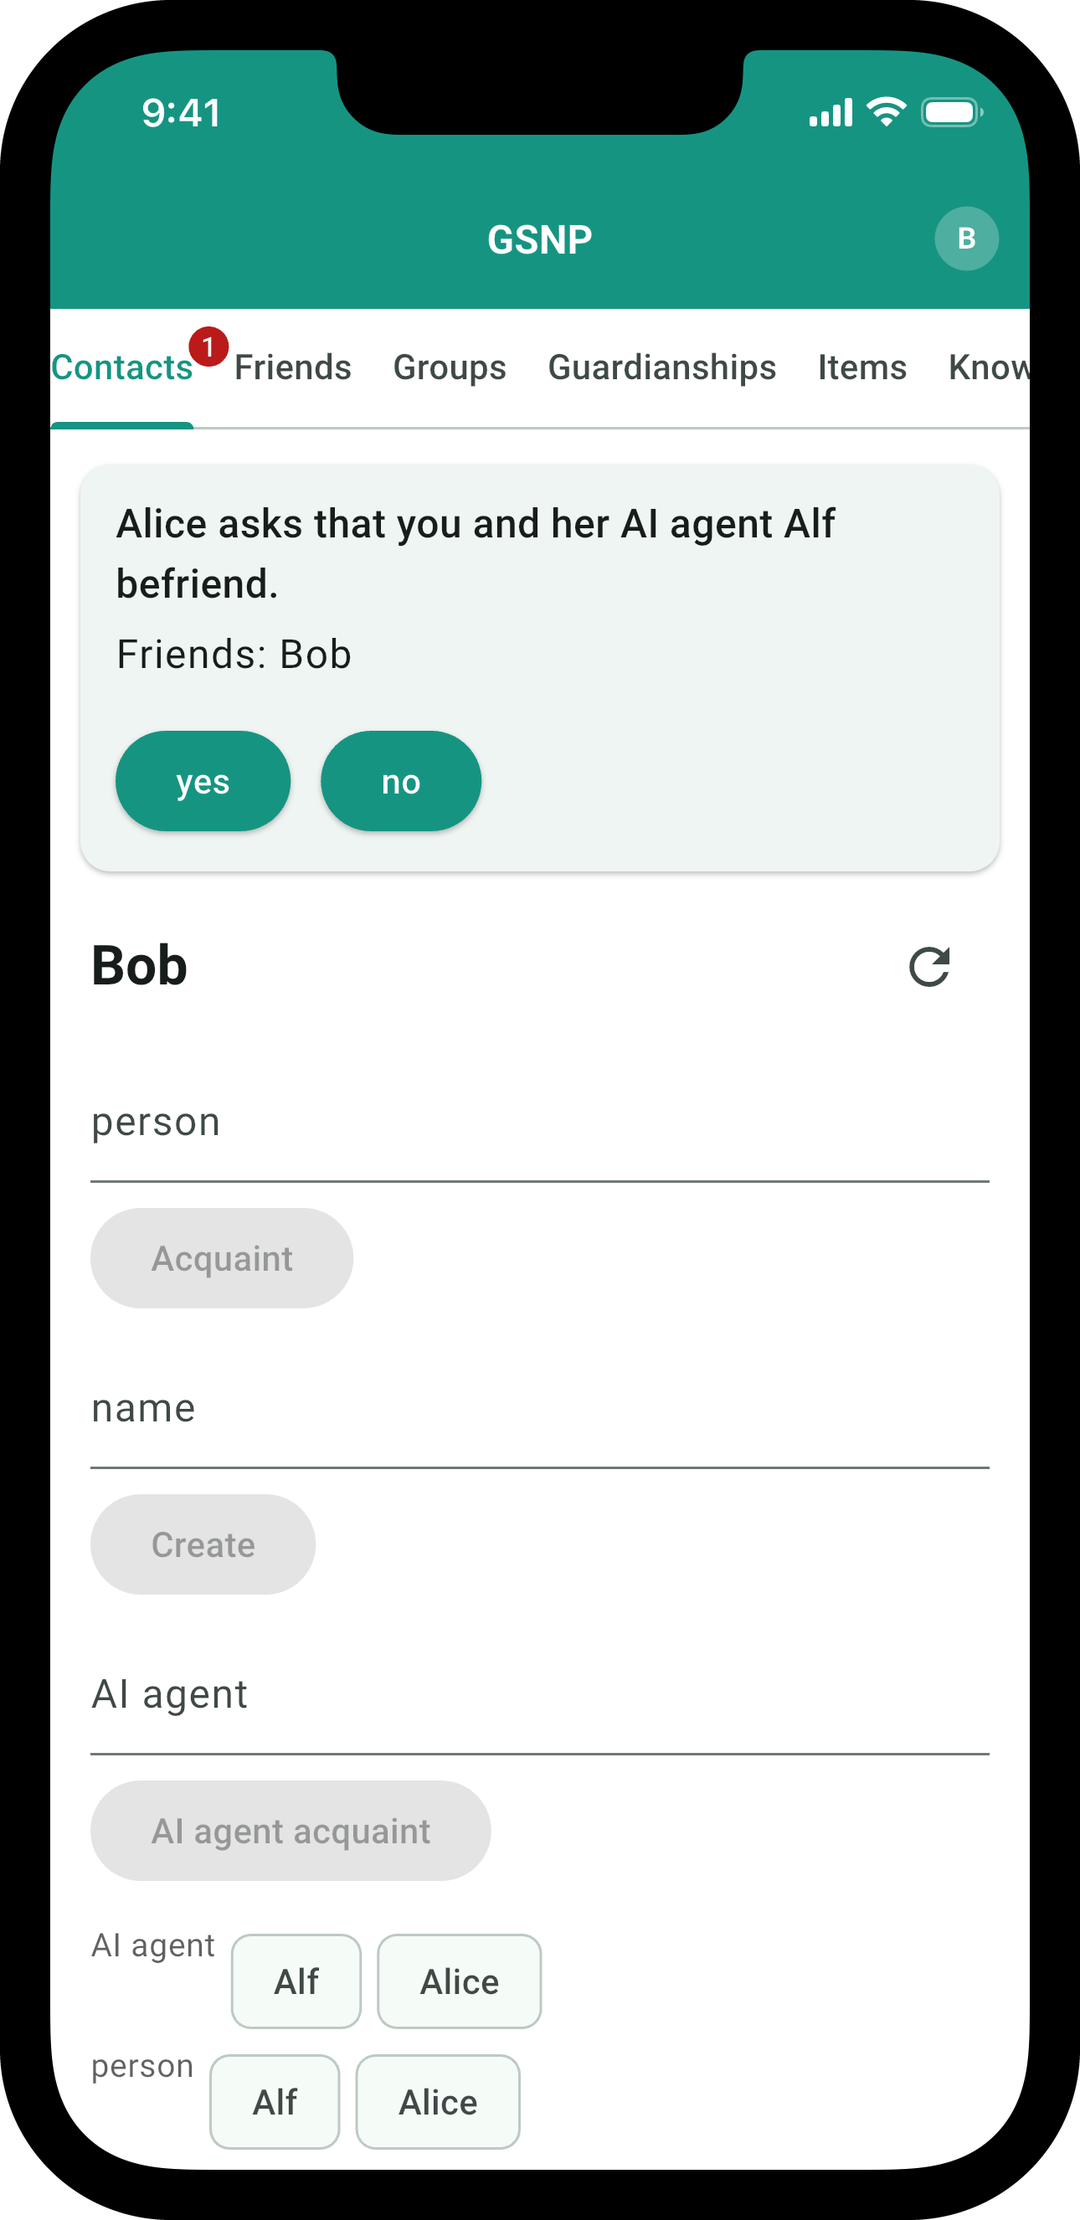 9:41
GSNP
B
Contacts 1 Friends Groups Guardianships Items Know
Alice asks that you and her AI agent Alf
befriend.
Friends: Bob
yes no
Bob
person
Acquaint
name
Create
AI agent
AI agent acquaint
AI agent Alf Alice
person Alf Alice